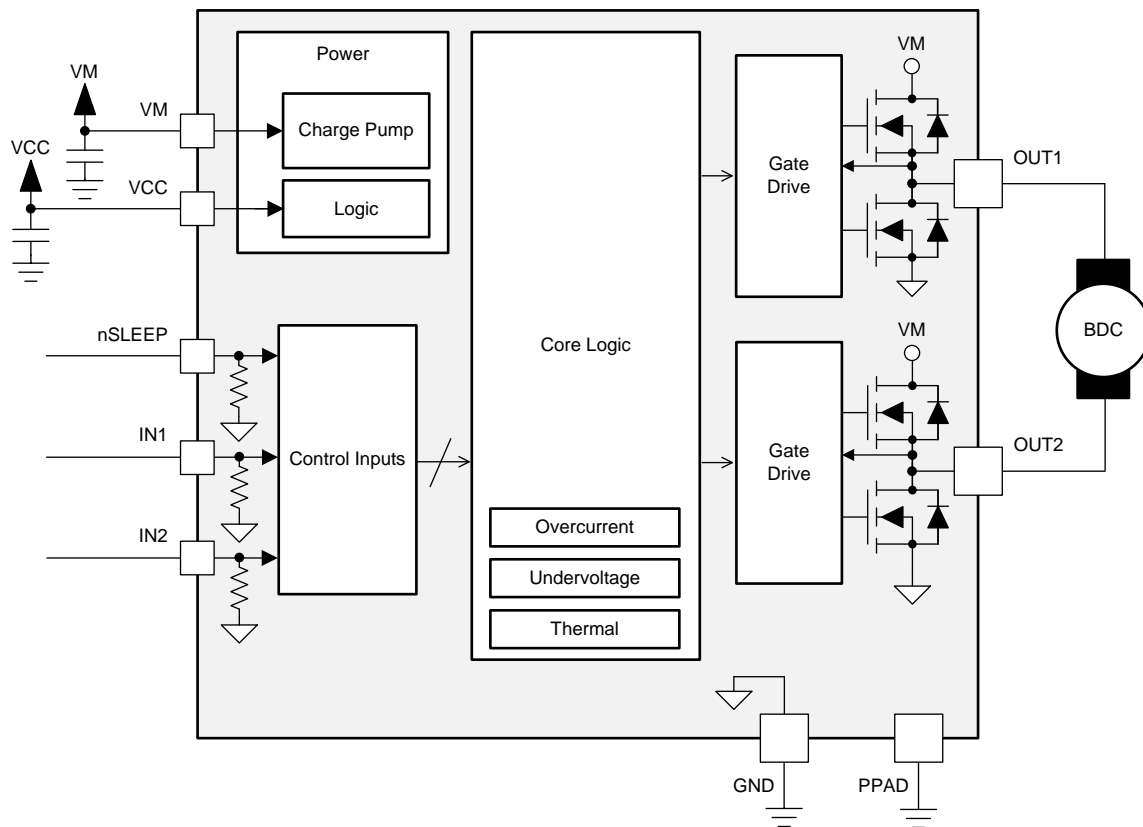 Power
VM
VM
VM
Charge Pump
VCC
VCC
Logic
Gate
Drive
OUT1
nSLEEP
Core Logic
BDC
VM
IN1
Control Inputs
Gate
Drive
OUT2
IN2
Overcurrent
Undervoltage
Thermal
GND
PPAD